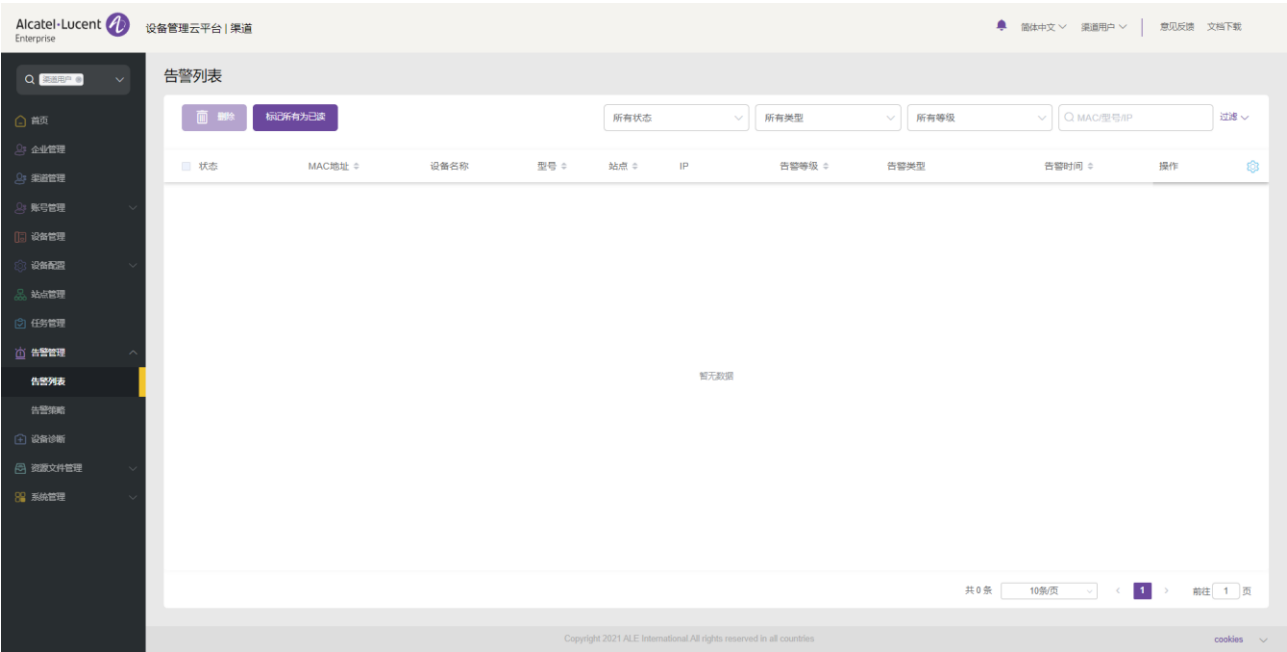 Alcatel·Lucent
Enterprise
设备管理云平台 | 渠道
简体中文 渠道用户 意见反馈 文档下载
渠道用户
首页
企业管理
渠道管理
账号管理
设备管理
设备配置
站点管理
任务管理
告警管理
告警列表
告警策略
设备诊断
资源文件管理
系统管理
告警列表
删除 标记所有为已读 所有状态 所有类型 所有等级 MAC/型号/IP 过滤
状态 MAC地址 设备名称 型号 站点 IP 告警等级 告警类型 告警时间 操作
暂无数据
共 0 条 10条/页 < 1 > 前往 1 页
Copyright 2021 ALE International.All rights reserved in all countries
cookies